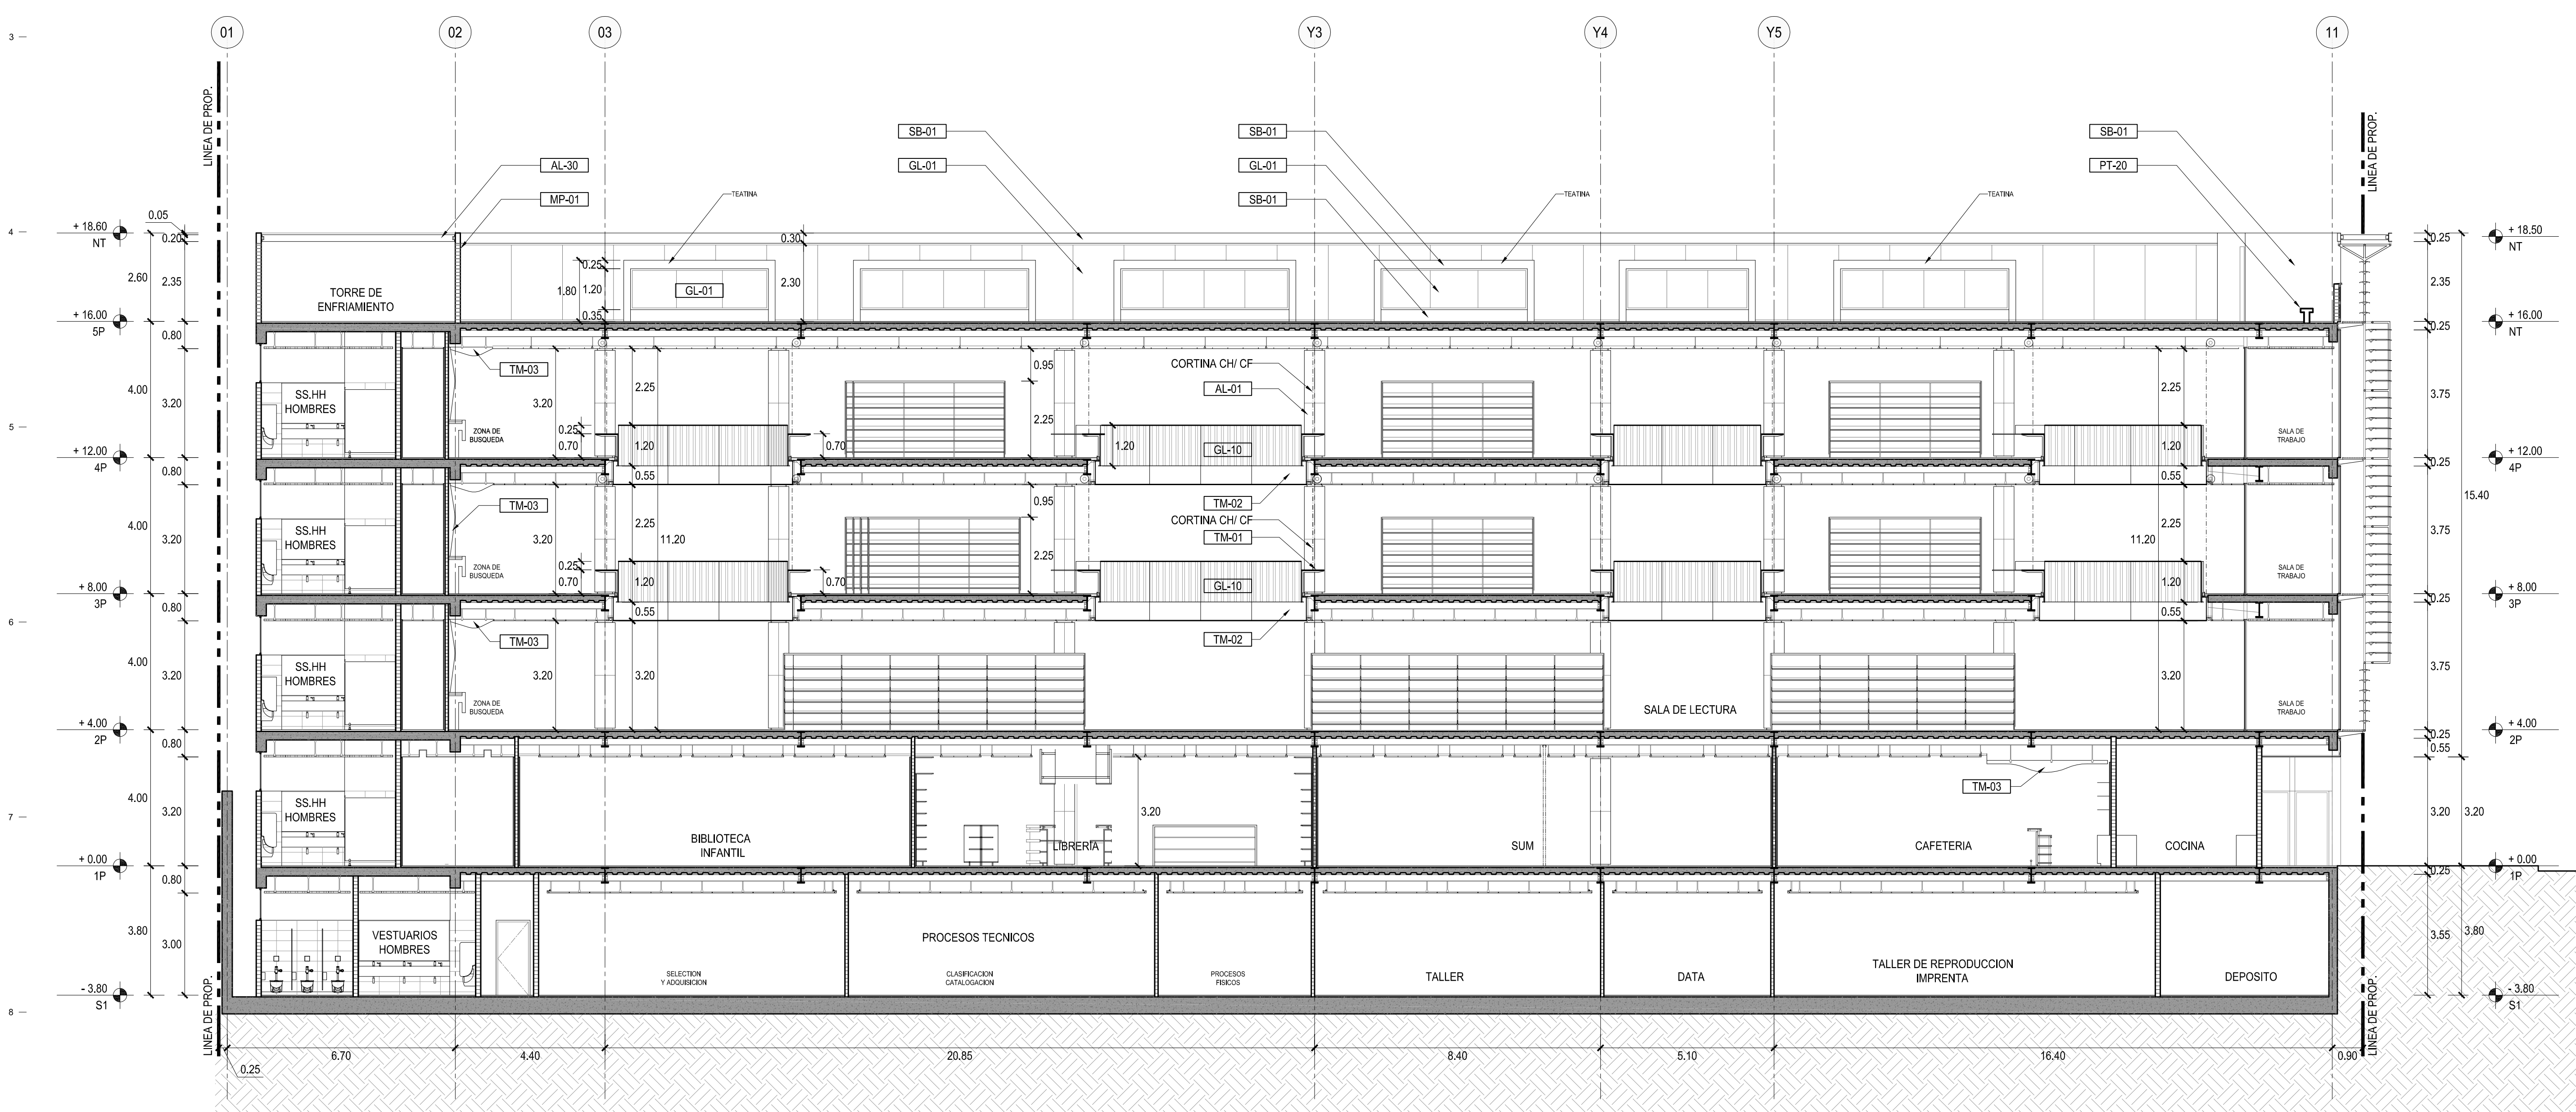 01
02
03
Y3
Y4
Y5
11
3
4
5
6
7
8
LINEA DE PROP.
LINEA DE PROP.
AL-30
MP-01
TEATINA
SB-01
GL-01
SB-01
GL-01
SB-01
TEATINA
TEATINA
SB-01
PT-20
0.05
+ 18.60
NT
0.20
2.60
2.35
+ 16.00
5P
0.80
4.00
3.20
+ 12.00
4P
0.80
4.00
3.20
+ 8.00
3P
0.80
4.00
3.20
+ 4.00
2P
0.80
4.00
3.20
+ 0.00
1P
0.80
3.80
3.00
- 3.80
S1
TORRE DE
ENFRIAMIENTO
0.25
1.80
1.20
0.35
GL-01
0.30
2.30
SS.HH
HOMBRES
TM-03
ZONA DE
BUSQUEDA
3.20
0.25
0.70
2.25
1.20
0.55
0.70
0.95
2.25
1.20
GL-10
CORTINA CH/ CF
AL-01
TM-02
2.25
1.20
0.55
SALA DE
TRABAJO
SS.HH
HOMBRES
TM-03
ZONA DE
BUSQUEDA
3.20
0.25
0.70
2.25
11.20
1.20
0.55
0.70
0.95
2.25
GL-10
CORTINA CH/ CF
TM-01
TM-02
2.25
11.20
1.20
0.55
SALA DE
TRABAJO
SS.HH
HOMBRES
TM-03
ZONA DE
BUSQUEDA
3.20
3.20
SALA DE LECTURA
3.20
SALA DE
TRABAJO
SS.HH
HOMBRES
BIBLIOTECA
INFANTIL
LIBRERIA
3.20
SUM
TM-03
CAFETERIA
COCINA
VESTUARIOS
HOMBRES
SELECTION
Y ADQUISICION
PROCESOS TECNICOS
CLASIFICACION
CATALOGACION
PROCESOS
FISICOS
TALLER
DATA
TALLER DE REPRODUCCION
IMPRENTA
DEPOSITO
0.25
+ 18.50
NT
2.35
0.25
+ 16.00
NT
3.75
0.25
+ 12.00
4P
15.40
3.75
0.25
+ 8.00
3P
3.75
0.25
+ 4.00
2P
0.55
3.20
3.20
0.25
+ 0.00
1P
3.55
3.80
- 3.80
S1
LINEA DE PROP.
LINEA DE PROP.
0.25
6.70
4.40
20.85
8.40
5.10
16.40
0.90